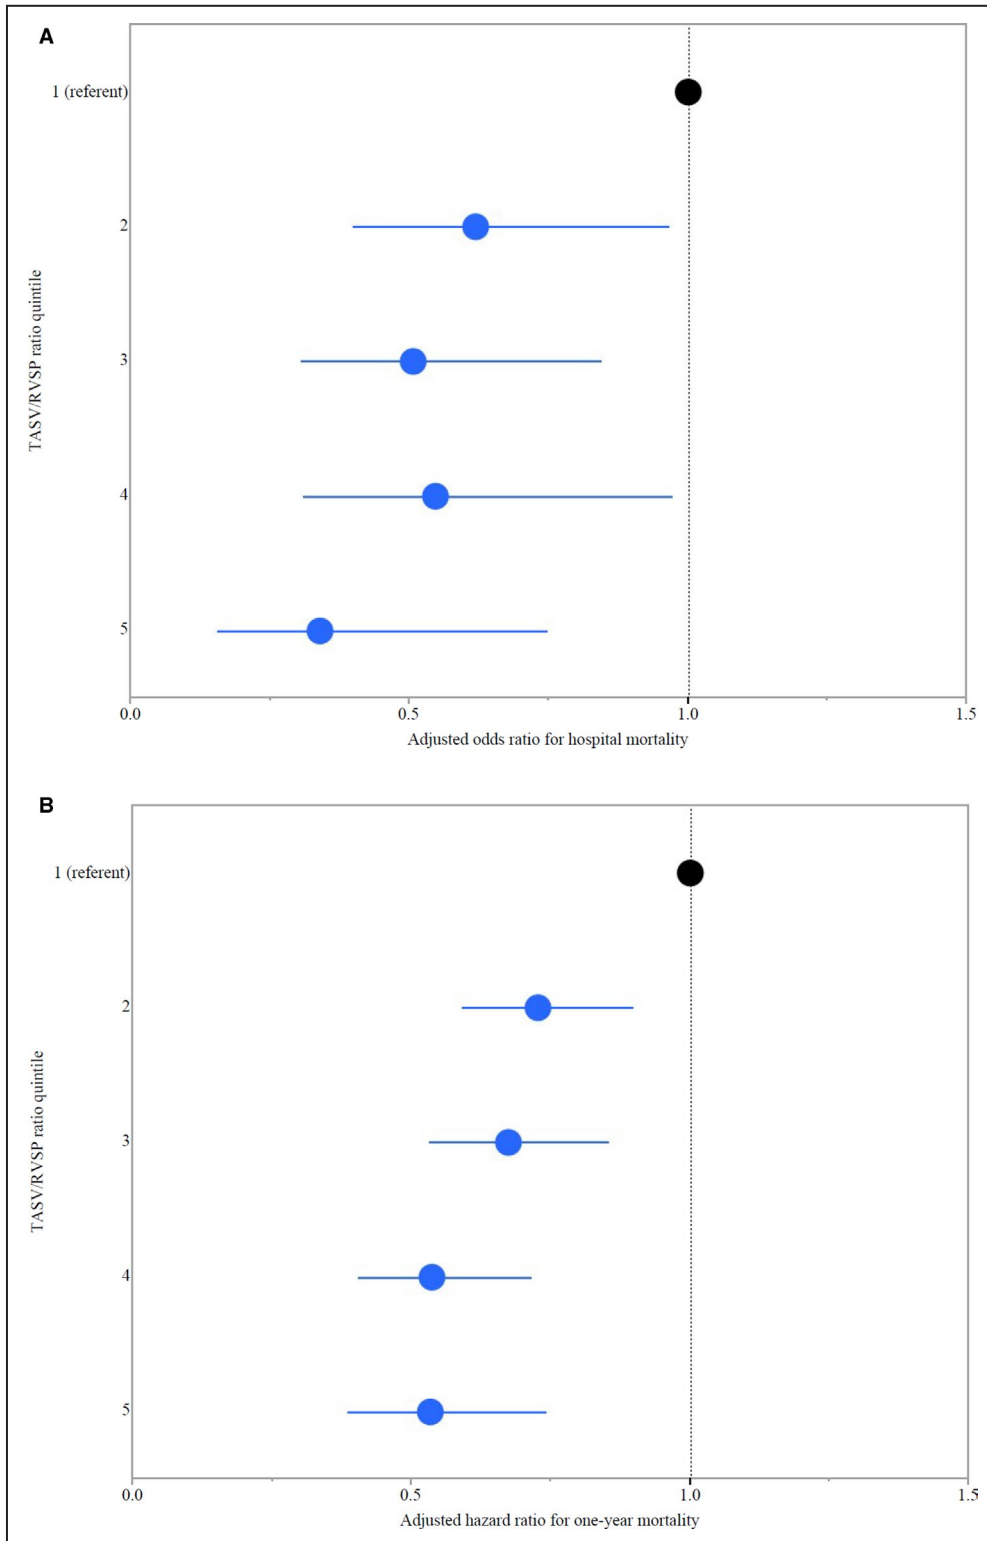 A
1 (referent)
2
3
4
5
TASV/RVSP ratio quintile
0.0 0.5 1.0 1.5
Adjusted odds ratio for hospital mortality
B
1 (referent)
2
3
4
5
TASV/RVSP ratio quintile
0.0 0.5 1.0 1.5
Adjusted hazard ratio for one-year mortality